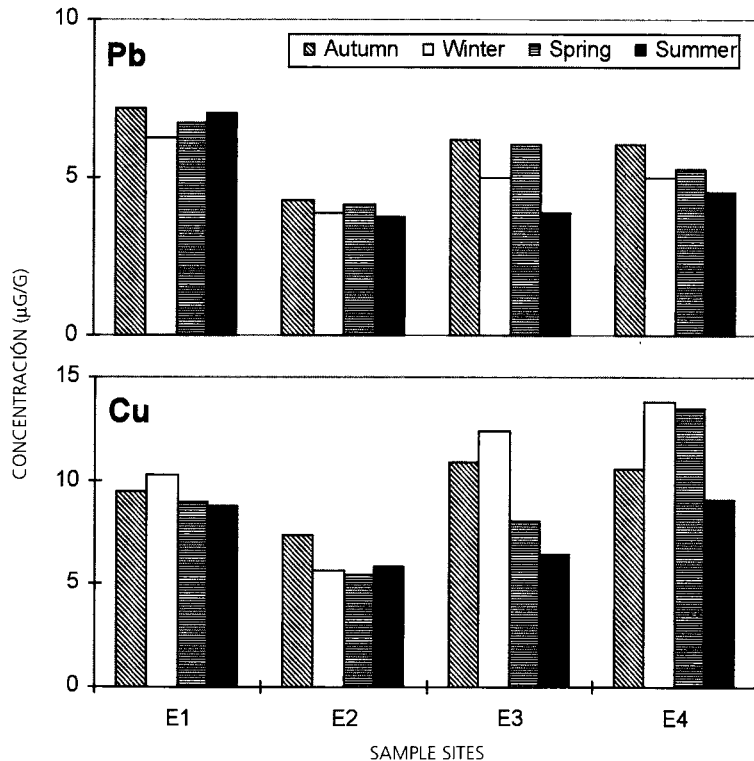 10
Pb
Autumn Winter Spring Summer
5
0
CONCENTRACIÓN (µG/G)
15
Cu
10
5
0
E1 E2 E3 E4
SAMPLE SITES